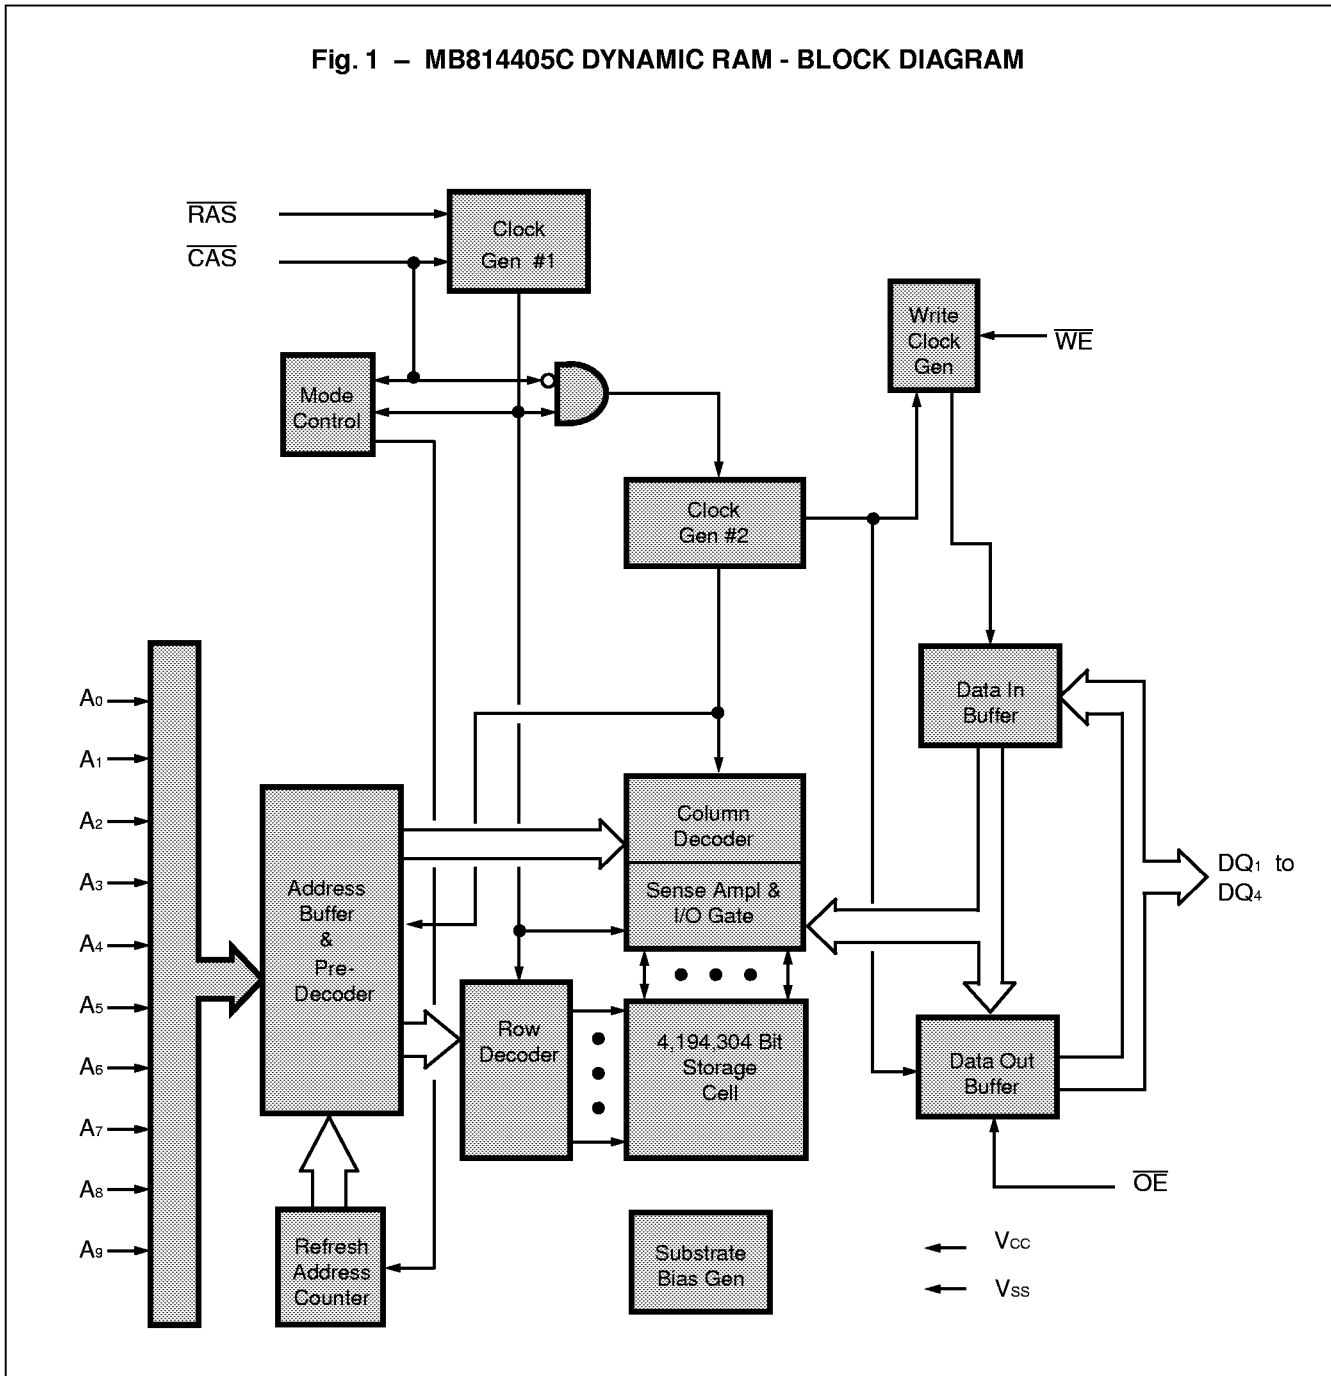 Fig. 1 – MB814405C DYNAMIC RAM - BLOCK DIAGRAM
RAS
CAS
Clock
Gen #1
Write
Clock
Gen
WE
Mode
Control
Clock
Gen #2
A0
A1
A2
A3
A4
A5
A6
A7
A8
A9
Address
Buffer
&
Pre-
Decoder
Column
Decoder
Sense Ampl &
I/O Gate
Data In
Buffer
DQ1 to
DQ4
Row
Decoder
4,194,304 Bit
Storage
Cell
Data Out
Buffer
OE
Refresh
Address
Counter
Substrate
Bias Gen
VCC
VSS